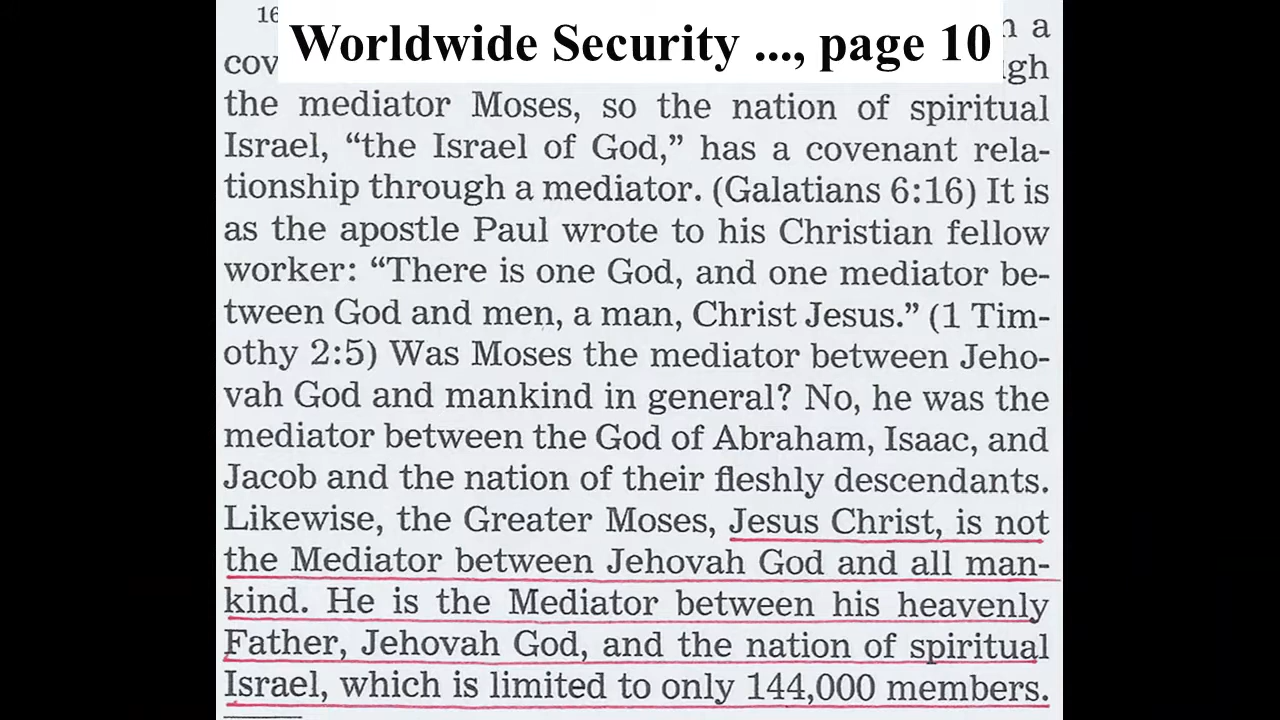 16
Worldwide Security ..., page 10
a
cov
gh
the mediator Moses, so the nation of spiritual
Israel, “the Israel of God,” has a covenant rela-
tionship through a mediator. (Galatians 6:16) It is
as the apostle Paul wrote to his Christian fellow
worker: “There is one God, and one mediator be-
tween God and men, a man, Christ Jesus.” (1 Tim-
othy 2:5) Was Moses the mediator between Jeho-
vah God and mankind in general? No, he was the
mediator between the God of Abraham, Isaac, and
Jacob and the nation of their fleshly descendants.
Likewise, the Greater Moses, Jesus Christ, is not
the Mediator between Jehovah God and all man-
kind. He is the Mediator between his heavenly
Father, Jehovah God, and the nation of spiritual
Israel, which is limited to only 144,000 members.